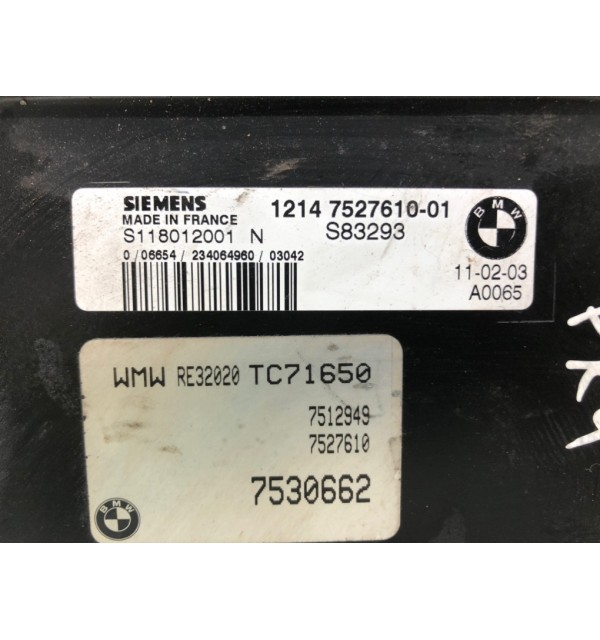 SIEMENS
MADE IN FRANCE
S118012001 N
0 / 06654 / 234064960 / 03042
1214 7527610-01
S83293
BMW
11-02-03
A0065
WMW RE32020 TC71650
7512949
7527610
7530662
BMW